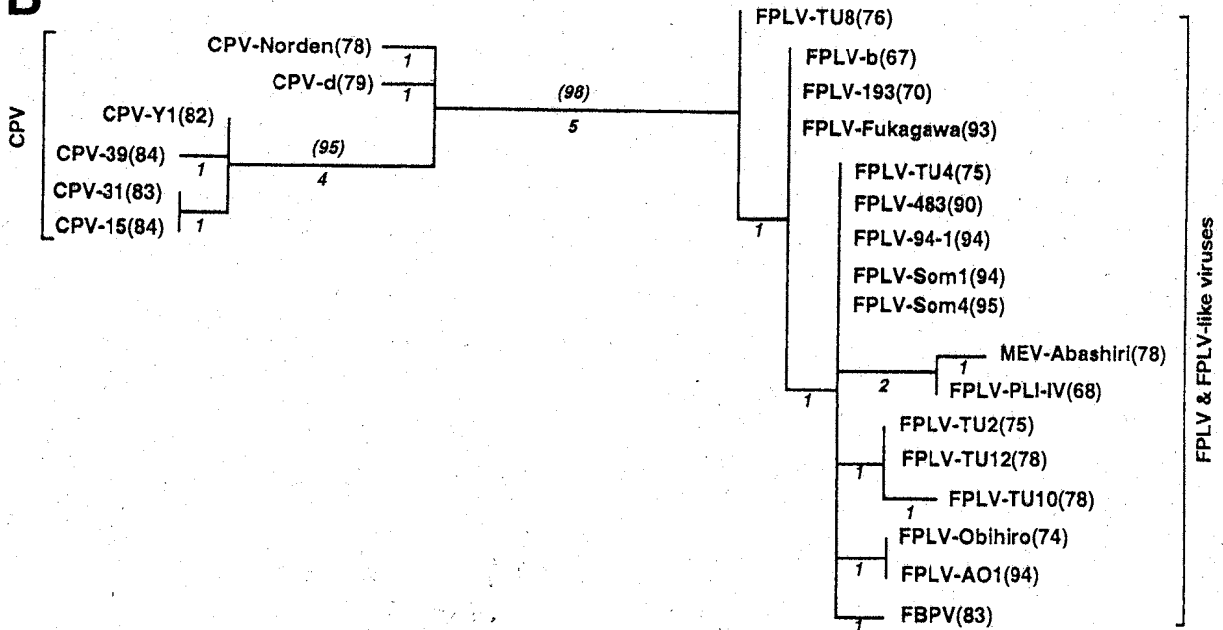 B
CPV
CPV-Norden(78)
1
CPV-d(79)
1
CPV-Y1(82)
CPV-39(84)
1
CPV-31(83)
CPV-15(84)
1
(95)
4
(98)
5
FPLV-TU8(76)
1
FPLV-b(67)
FPLV-193(70)
FPLV-Fukagawa(93)
1
FPLV-TU4(75)
FPLV-483(90)
FPLV-94-1(94)
FPLV-Som1(94)
FPLV-Som4(95)
2
MEV-Abashiri(78)
1
FPLV-PLI-IV(68)
FPLV-TU2(75)
1
FPLV-TU12(78)
FPLV-TU10(78)
1
FPLV-Obihiro(74)
1
FPLV-AO1(94)
FBPV(83)
1
FPLV & FPLV-like viruses